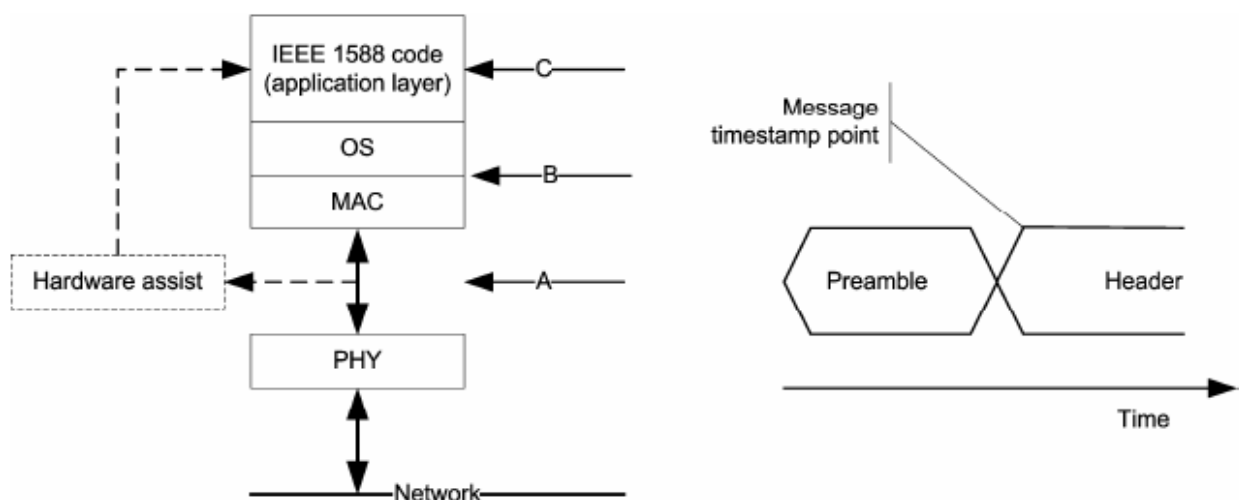 IEEE 1588 code
(application layer)
C
OS
B
MAC
Hardware assist
A
PHY
Network
Message
timestamp point
Preamble
Header
Time